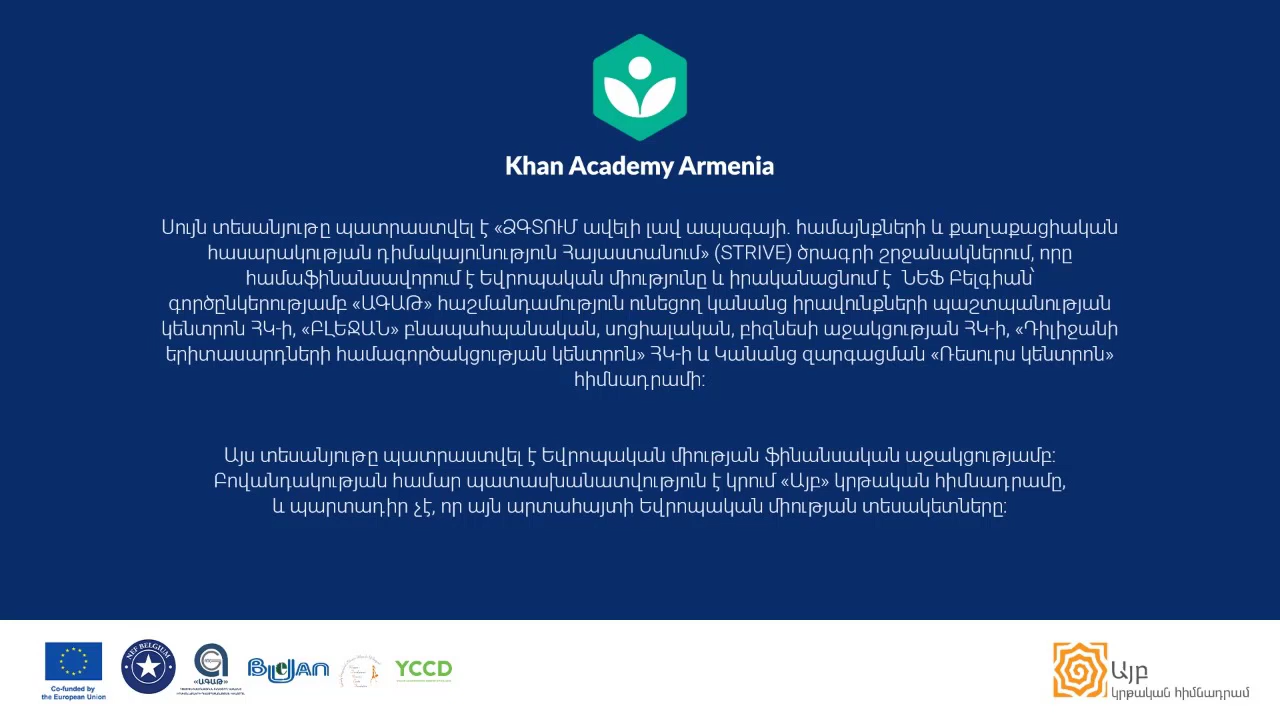 Khan Academy Armenia
Սույն տեսանյութը պատրաստվել է «ՁԳՏՈՒՄ ավելի լավ ապագայի. համայնքների և քաղաքացիական
հասարակության դիմակայունություն Հայաստանում» (STRIVE) ծրագրի շրջանակներում, որը
համաֆինանսավորում է Եվրոպական միությունը և իրականացնում է ՆԵՖ Բելգիան՝
գործընկերությամբ «ԱԳԱԹ» հաշմանդամություն ունեցող կանանց իրավունքների պաշտպանության
կենտրոն ՀԿ-ի, «ԲԼԵՋԱՆ» բնապահպանական, սոցիալական, բիզնեսի աջակցության ՀԿ-ի, «Դիլիջանի
երիտասարդների համագործակցության կենտրոն» ՀԿ-ի և Կանանց զարգացման «Ռեսուրս կենտրոն»
հիմնադրամի:
Այս տեսանյութը պատրաստվել է Եվրոպական միության ֆինանսական աջակցությամբ:
Բովանդակության համար պատասխանատվություն է կրում «Այբ» կրթական հիմնադրամը,
և պարտադիր չէ, որ այն արտահայտի Եվրոպական միության տեսակետները:
Co-funded by
the European Union
NEF BELGIUM
«ԱԳԱԹ»
BLEJAN
YCCD
Այբ
կրթական հիմնադրամ